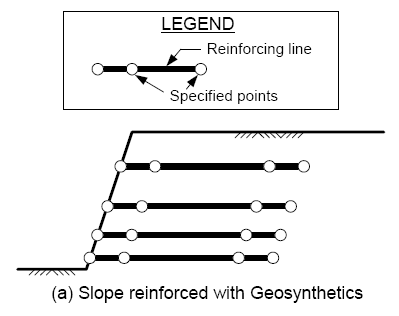 LEGEND
Reinforcing line
Specified points
(a) Slope reinforced with Geosynthetics